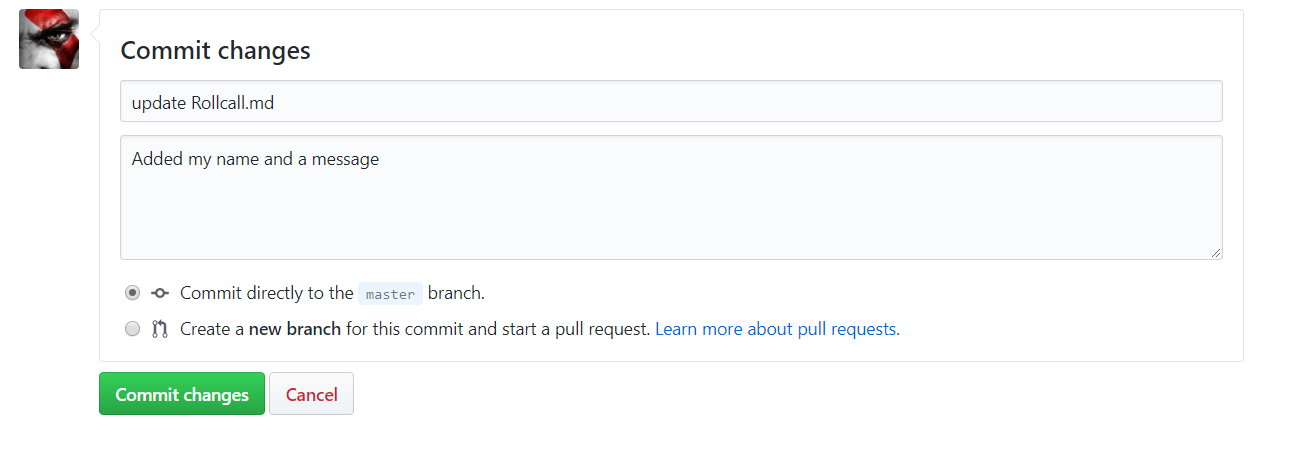 Commit changes
update Rollcall.md
Added my name and a message
Commit directly to the master branch.
Create a new branch for this commit and start a pull request. Learn more about pull requests.
Commit changes Cancel